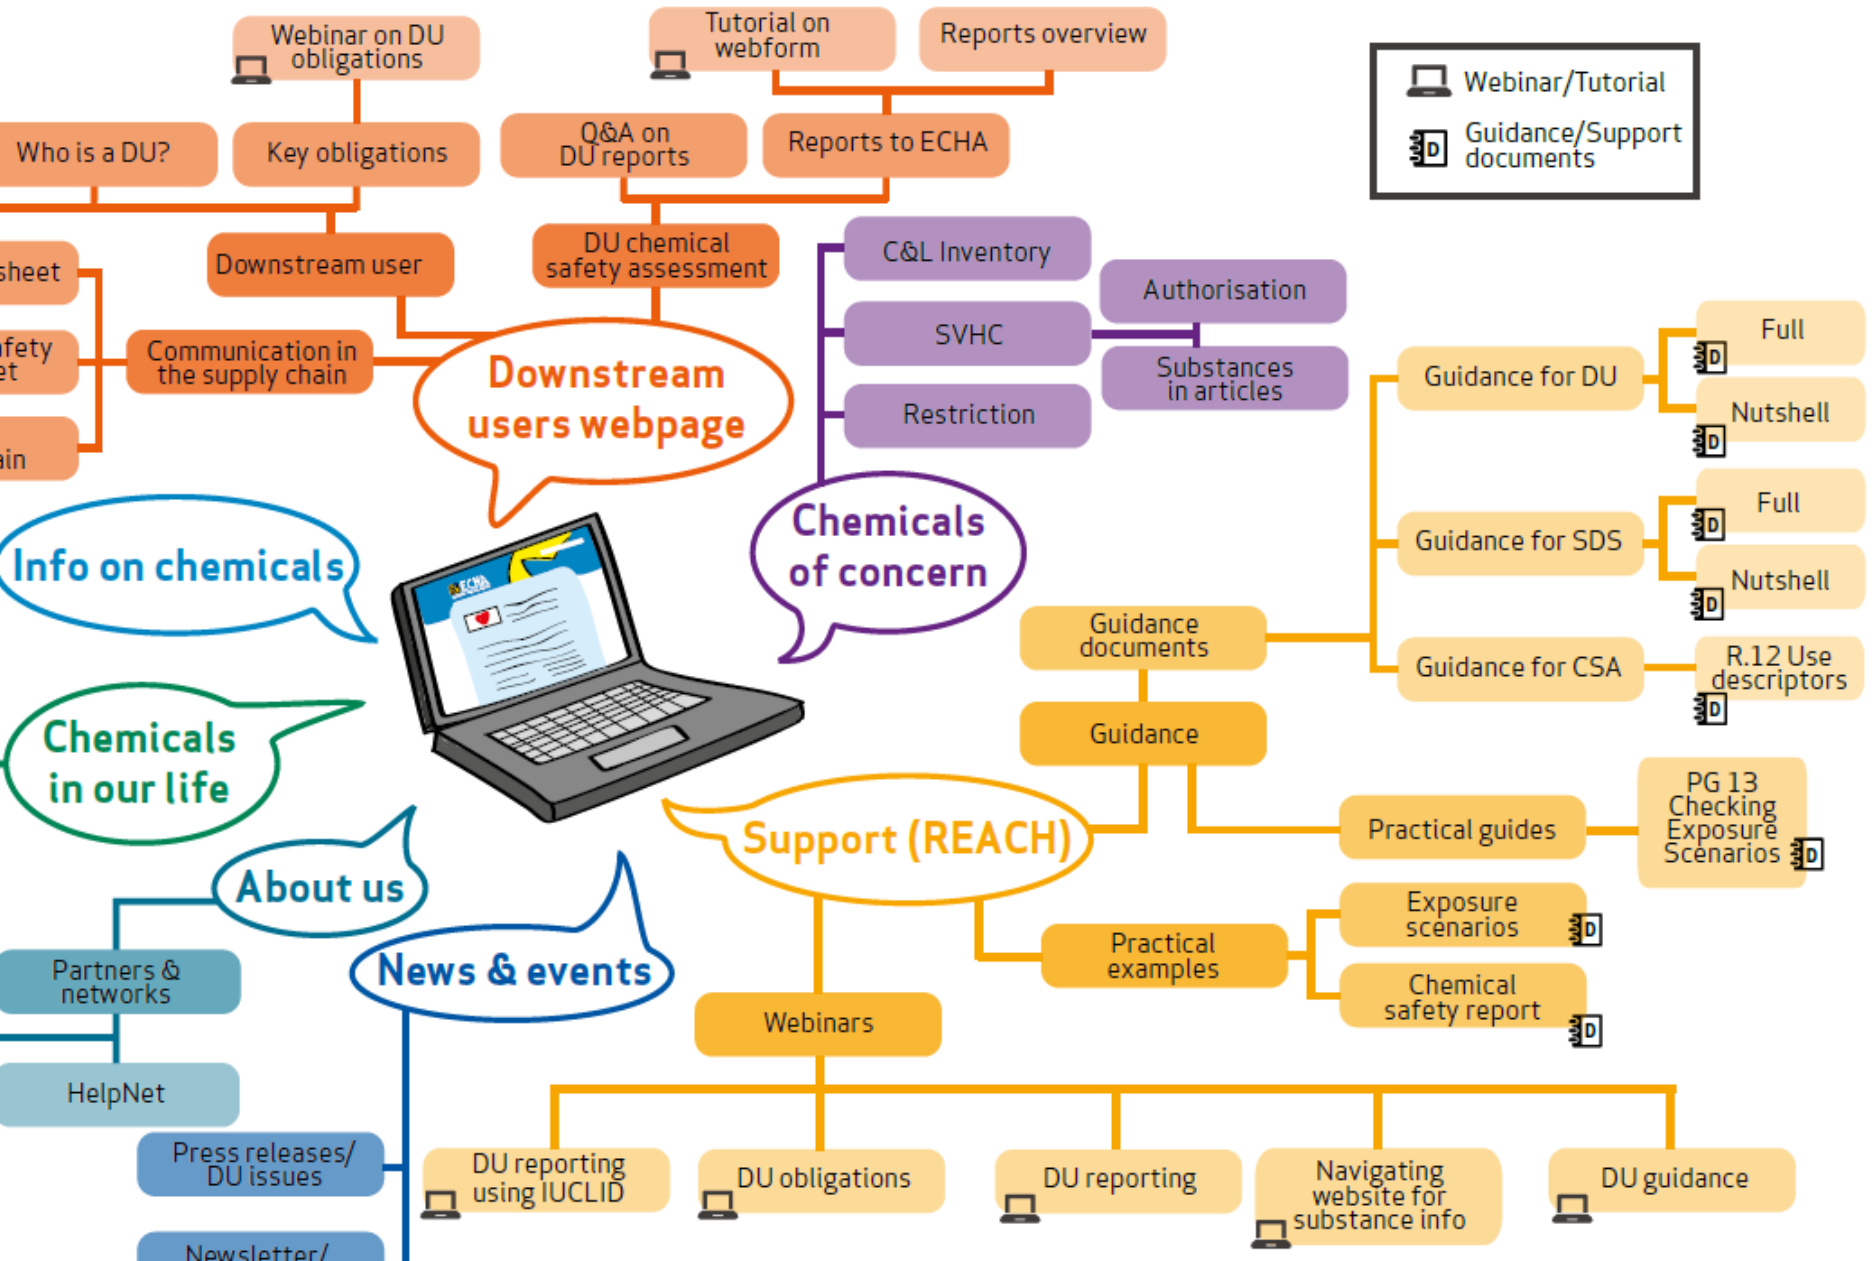 Webinar on DU
obligations
Tutorial on
webform
Reports overview
Webinar/Tutorial
Guidance/Support
documents
Who is a DU?
Key obligations
Q&A on
DU reports
Reports to ECHA
sheet
Downstream user
DU chemical
safety assessment
C&L Inventory
Authorisation
SVHC
Substances
in articles
Restriction
Communication in
the supply chain
Downstream
users webpage
Full
Guidance for DU
Nutshell
Full
Guidance for SDS
Nutshell
Guidance for CSA
R.12 Use
descriptors
Info on chemicals
ECHA
Chemicals
of concern
Guidance
documents
Guidance
Chemicals
in our life
Support (REACH)
Practical guides
PG 13
Checking
Exposure
Scenarios
About us
News & events
Practical
examples
Exposure
scenarios
Chemical
safety report
Partners &
networks
HelpNet
Webinars
Press releases/
DU issues
Newsletter/
DU reporting
using IUCLID
DU obligations
DU reporting
Navigating
website for
substance info
DU guidance